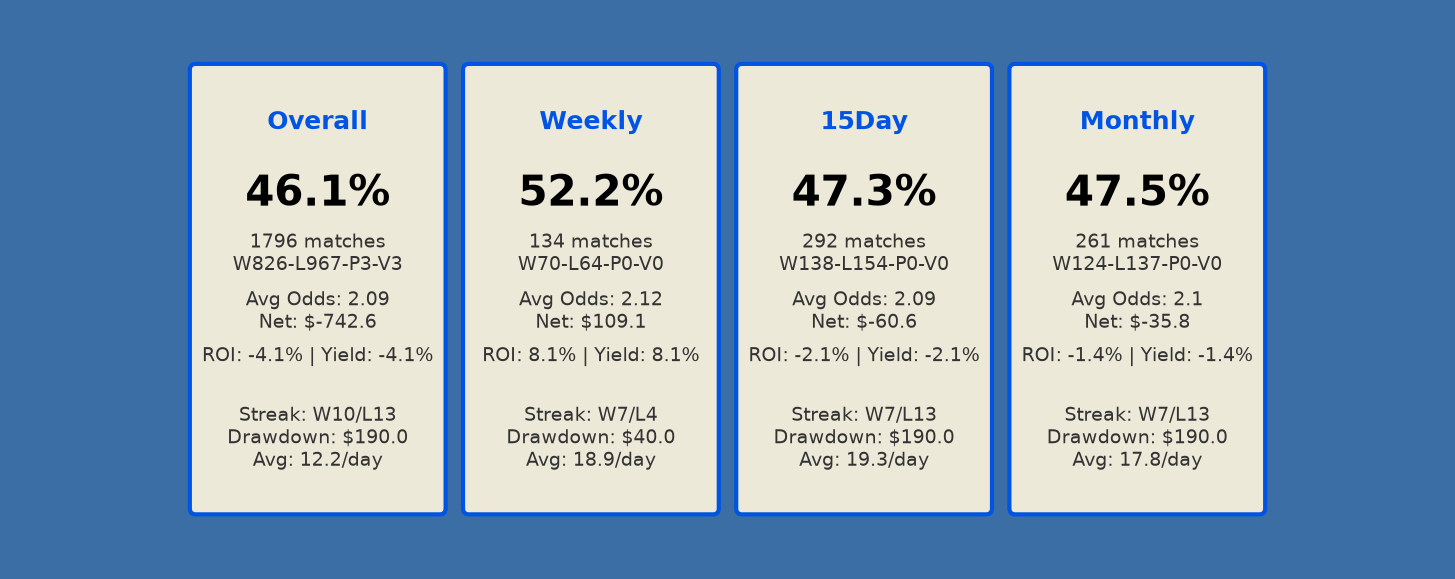 Overall
46.1%
1796 matches
W826-L967-P3-V3
Avg Odds: 2.09
Net: $-742.6
ROI: -4.1% | Yield: -4.1%
Streak: W10/L13
Drawdown: $190.0
Avg: 12.2/day
Weekly
52.2%
134 matches
W70-L64-P0-V0
Avg Odds: 2.12
Net: $109.1
ROI: 8.1% | Yield: 8.1%
Streak: W7/L4
Drawdown: $40.0
Avg: 18.9/day
15Day
47.3%
292 matches
W138-L154-P0-V0
Avg Odds: 2.09
Net: $-60.6
ROI: -2.1% | Yield: -2.1%
Streak: W7/L13
Drawdown: $190.0
Avg: 19.3/day
Monthly
47.5%
261 matches
W124-L137-P0-V0
Avg Odds: 2.1
Net: $-35.8
ROI: -1.4% | Yield: -1.4%
Streak: W7/L13
Drawdown: $190.0
Avg: 17.8/day